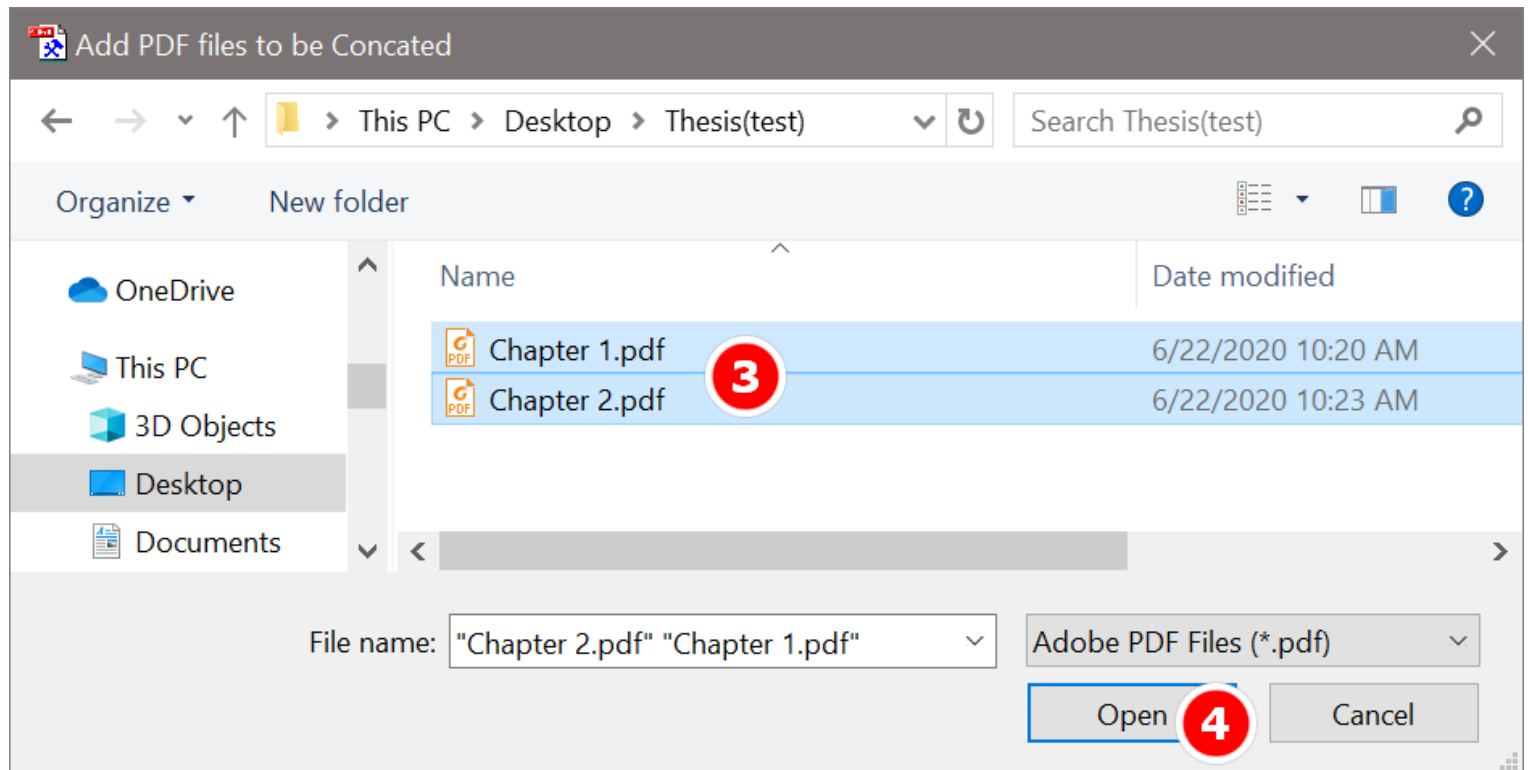 Add PDF files to be Concated
This PC Desktop Thesis(test)
Search Thesis(test)
Organize
New folder
?
Name
Date modified
OneDrive
This PC
3D Objects
Desktop
Documents
PDF Chapter 1.pdf 6/22/2020 10:20 AM
3
PDF Chapter 2.pdf 6/22/2020 10:23 AM
File name: "Chapter 2.pdf" "Chapter 1.pdf"
Adobe PDF Files (*.pdf)
Open
4
Cancel